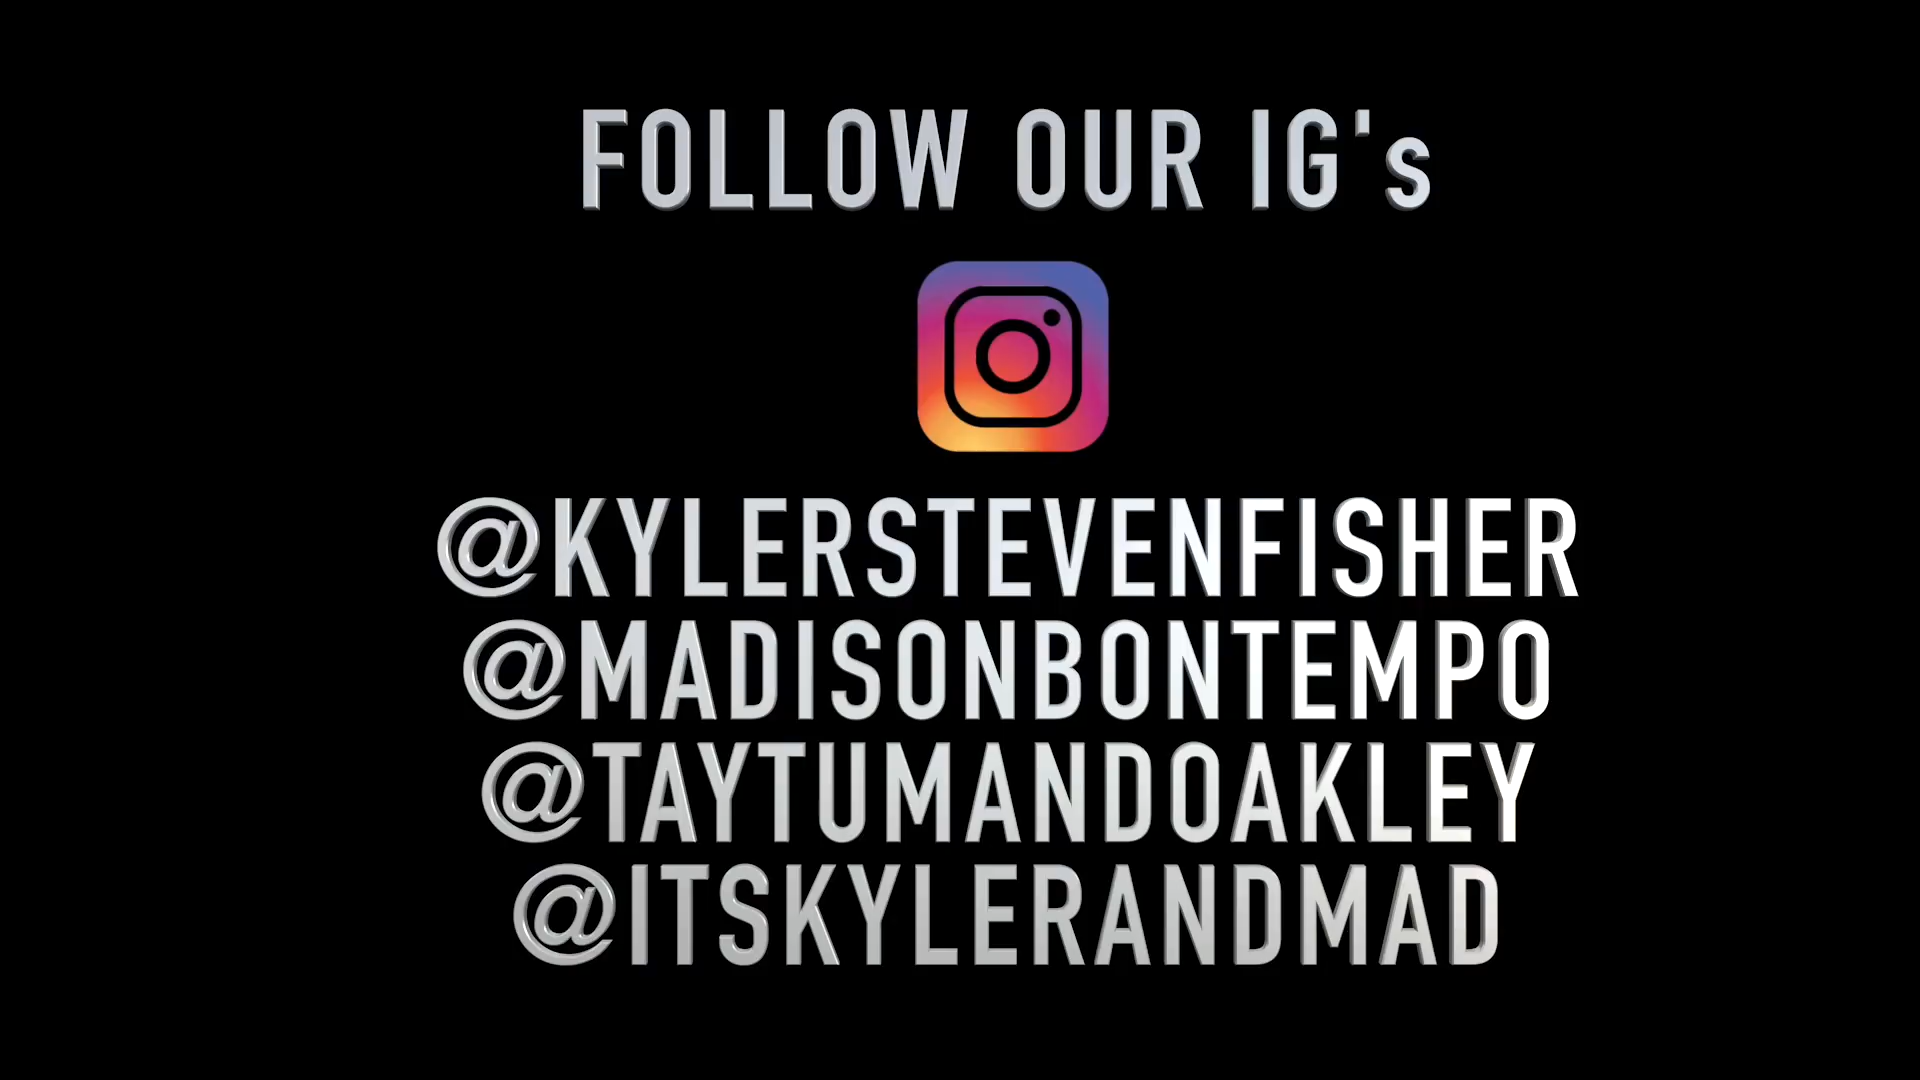 FOLLOW OUR IG's
@KYLERSTEVENFISHER
@MADISONBONTEMPO
@TAYTUMANDOAKLEY
@ITSKYLERANDMAD